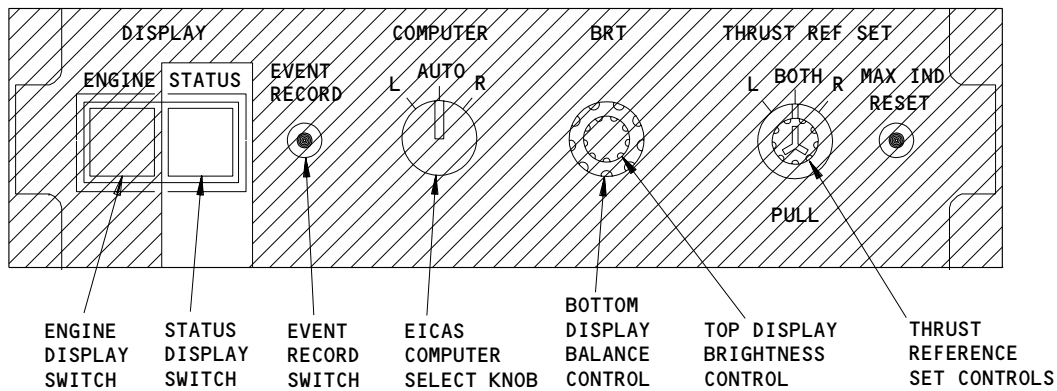 DISPLAY COMPUTER BRT THRUST REF SET
ENGINE STATUS
EVENT
RECORD
L AUTO R
L BOTH R
MAX IND
RESET
PULL
ENGINE
DISPLAY
SWITCH
STATUS
DISPLAY
SWITCH
EVENT
RECORD
SWITCH
EICAS
COMPUTER
SELECT KNOB
BOTTOM
DISPLAY
BALANCE
CONTROL
TOP DISPLAY
BRIGHTNESS
CONTROL
THRUST
REFERENCE
SET CONTROLS